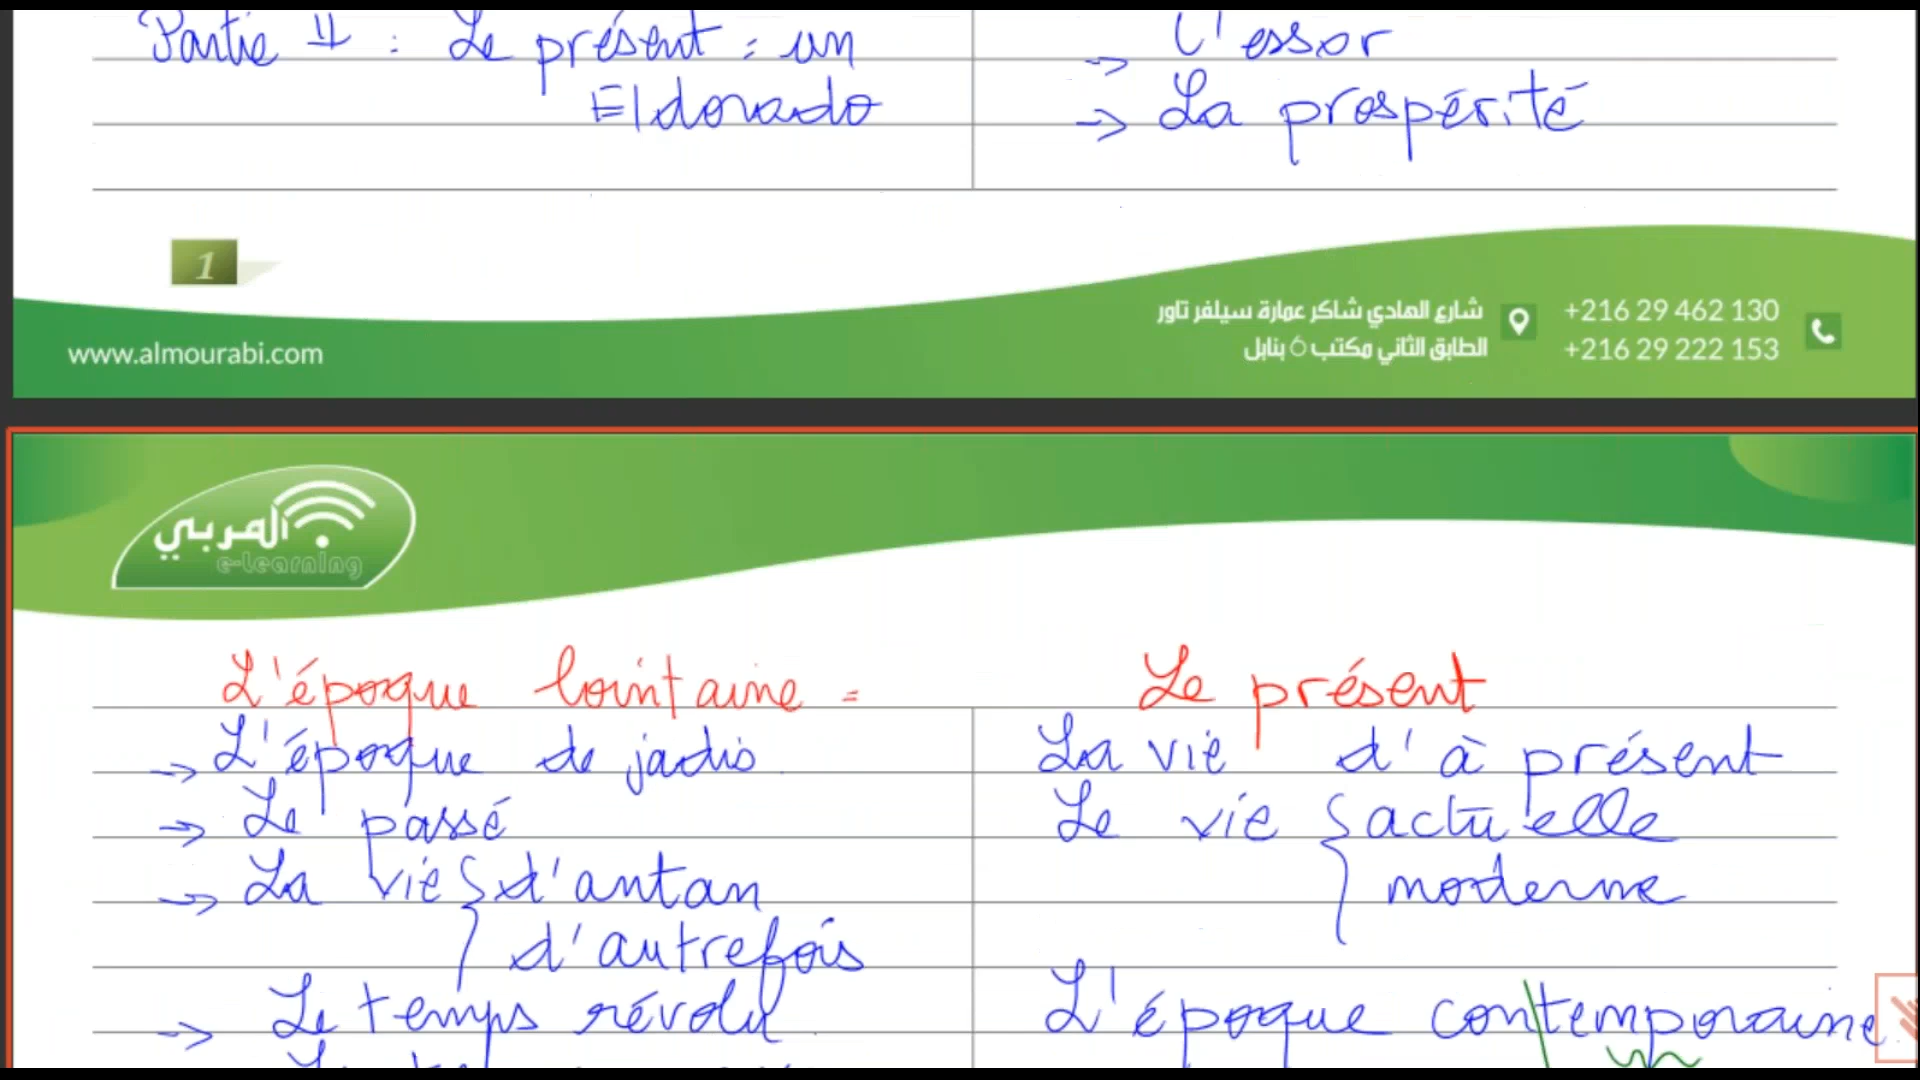 Partie II : Le présent = un
Eldorado
L'essor
→ La prospérité
1
www.almourabi.com
شارع الهادي شاكر عمارة سيلفر تاور
الطابق الثاني مكتب 6 بنابل
+216 29 462 130
+216 29 222 153
المربي
e-learning
L'époque lointaine =
→ L'époque de jadis
→ Le passé
→ La vie { d'antan
d'autrefois
→ Le temps révolu
Le présent
La vie d'à présent
Le vie { actuelle
moderne
L'époque contemporaine